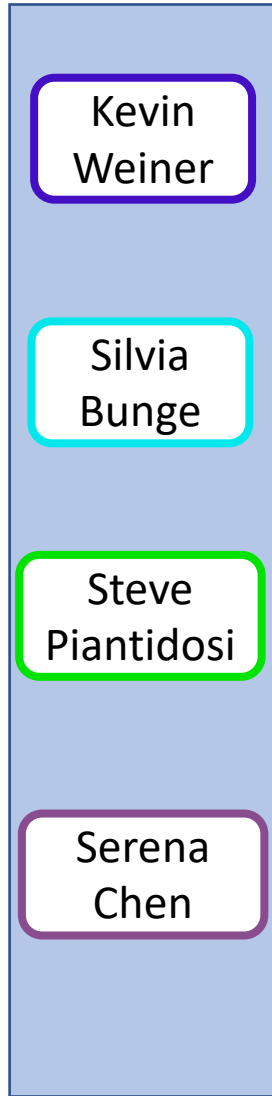 Kevin
Weiner
Silvia
Bunge
Steve
Piantidosi
Serena
Chen